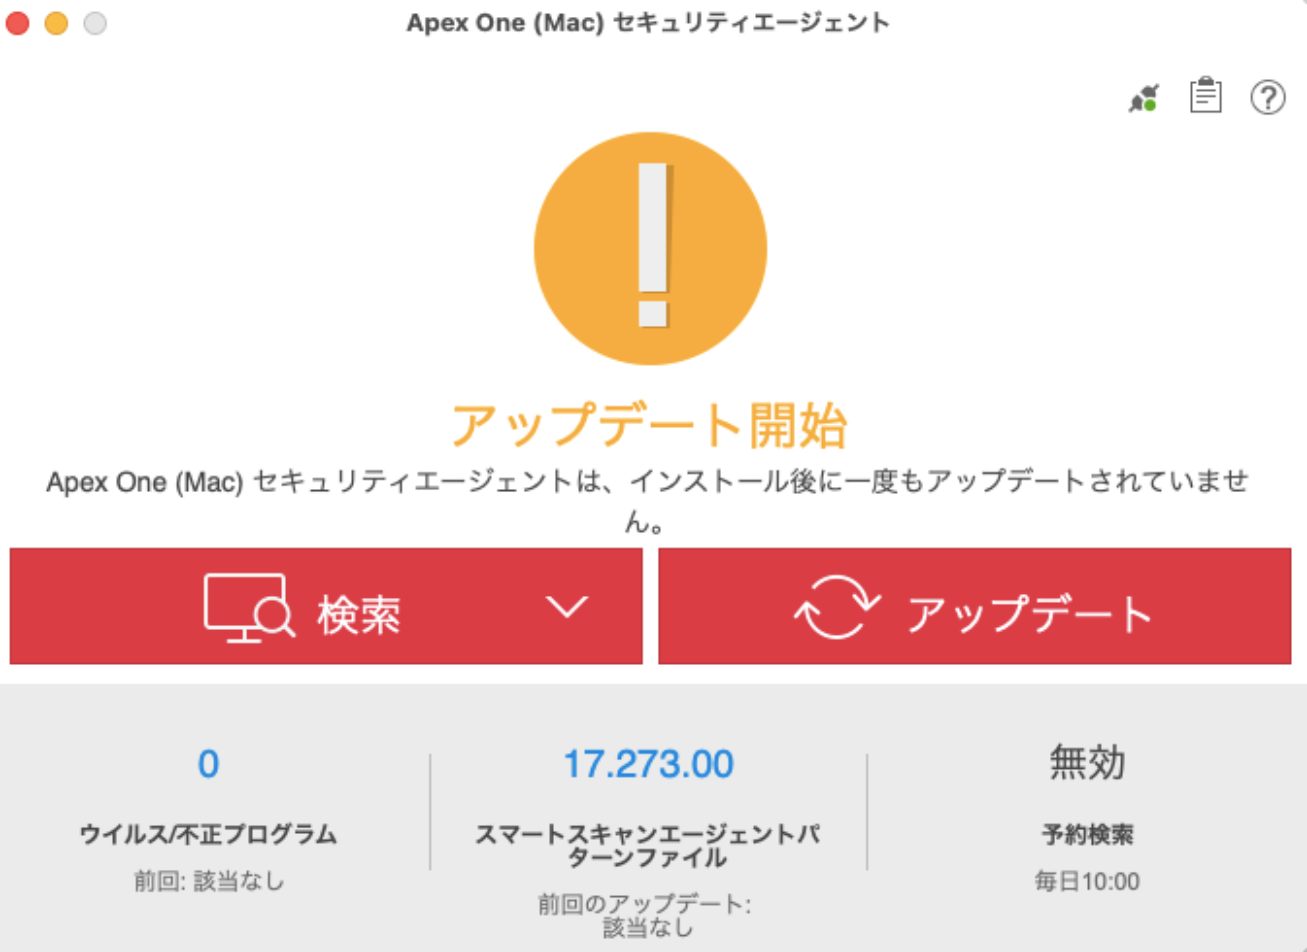 Apex One (Mac) セキュリティエージェント
アップデート開始
Apex One (Mac) セキュリティエージェントは、インストール後に一度もアップデートされていませ
ん。
検索
アップデート
0
ウイルス/不正プログラム
前回: 該当なし
17.273.00
スマートスキャンエージェントパ
ターンファイル
前回のアップデート:
該当なし
無効
予約検索
毎日10:00